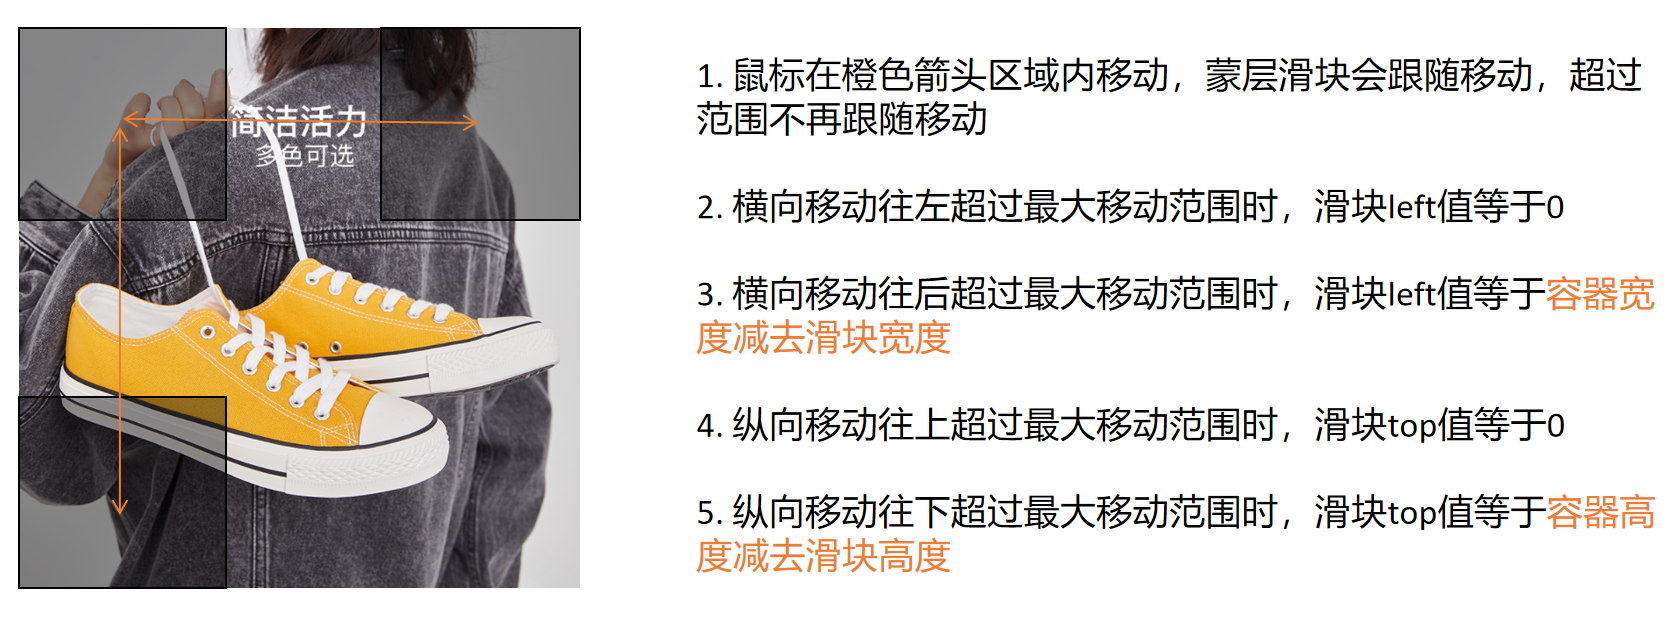 简洁活力
多色可选
1. 鼠标在橙色箭头区域内移动，蒙层滑块会跟随移动，超过
范围不再跟随移动
2. 横向移动往左超过最大移动范围时，滑块left值等于0
3. 横向移动往后超过最大移动范围时，滑块left值等于容器宽
度减去滑块宽度
4. 纵向移动往上超过最大移动范围时，滑块top值等于0
5. 纵向移动往下超过最大移动范围时，滑块top值等于容器高
度减去滑块高度